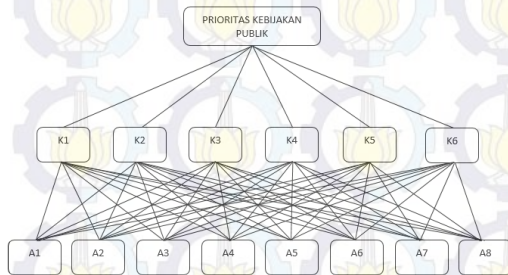 PRIORITAS KEBIJAKAN
PUBLIK
K1 K2 K3 K4 K5 K6
A1 A2 A3 A4 A5 A6 A7 A8